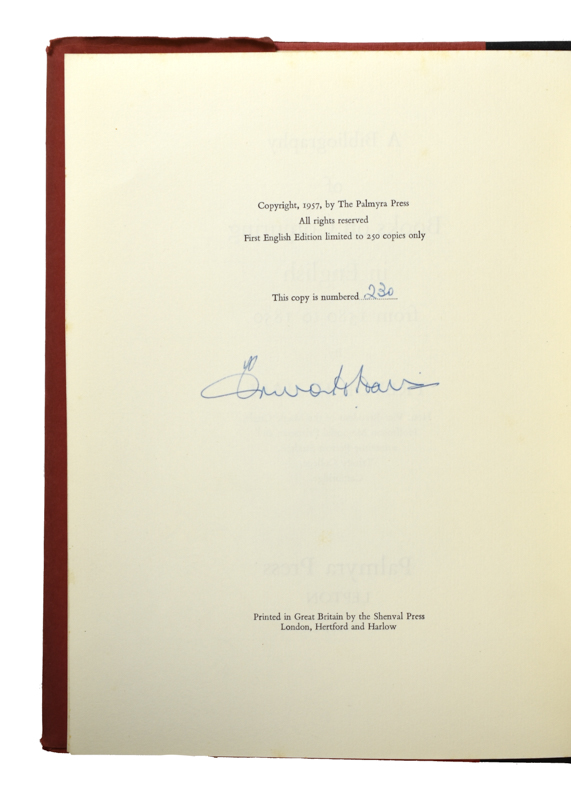 Copyright, 1957, by The Palmyra Press
All rights reserved
First English Edition limited to 250 copies only
This copy is numbered 230
Printed in Great Britain by the Shenval Press
London, Hertford and Harlow